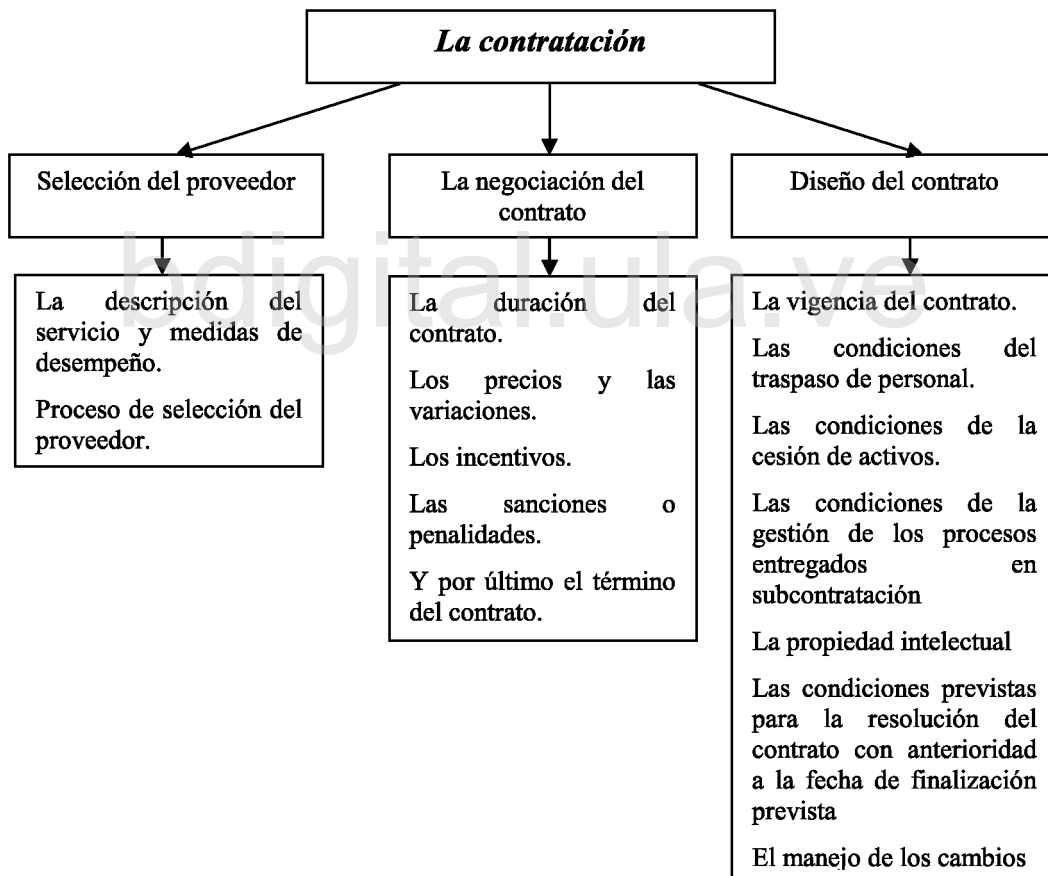 La contratación
Selección del proveedor
La negociación del
contrato
Diseño del contrato
bdigital.ula.ve
La descripción del
servicio y medidas de
desempeño.
Proceso de selección del
proveedor.
La duración del
contrato.
Los precios y las
variaciones.
Los incentivos.
Las sanciones o
penalidades.
Y por último el término
del contrato.
La vigencia del contrato.
Las condiciones del
traspaso de personal.
Las condiciones de la
cesión de activos.
Las condiciones de la
gestión de los procesos
entregados en
subcontratación
La propiedad intelectual
Las condiciones previstas
para la resolución del
contrato con anterioridad
a la fecha de finalización
prevista
El manejo de los cambios